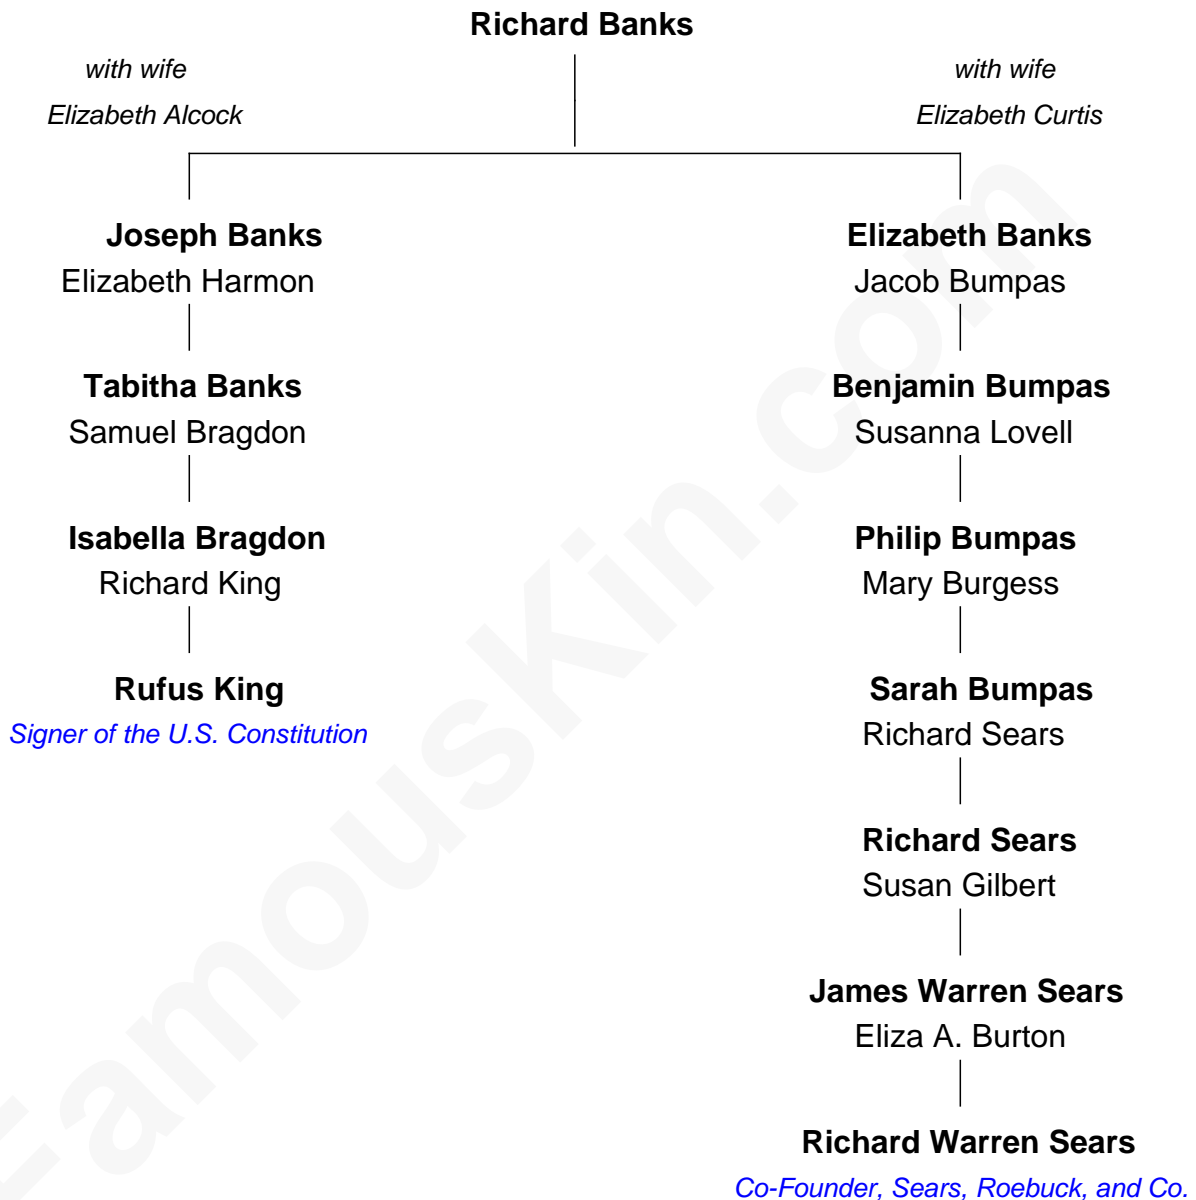 Richard Banks
with wife
Elizabeth Alcock
with wife
Elizabeth Curtis
Joseph Banks
Elizabeth Harmon
Tabitha Banks
Samuel Bragdon
Isabella Bragdon
Richard King
Rufus King
Signer of the U.S. Constitution
Elizabeth Banks
Jacob Bumpas
Benjamin Bumpas
Susanna Lovell
Philip Bumpas
Mary Burgess
Sarah Bumpas
Richard Sears
Richard Sears
Susan Gilbert
James Warren Sears
Eliza A. Burton
Richard Warren Sears
Co-Founder, Sears, Roebuck, and Co.
FamousKin.com